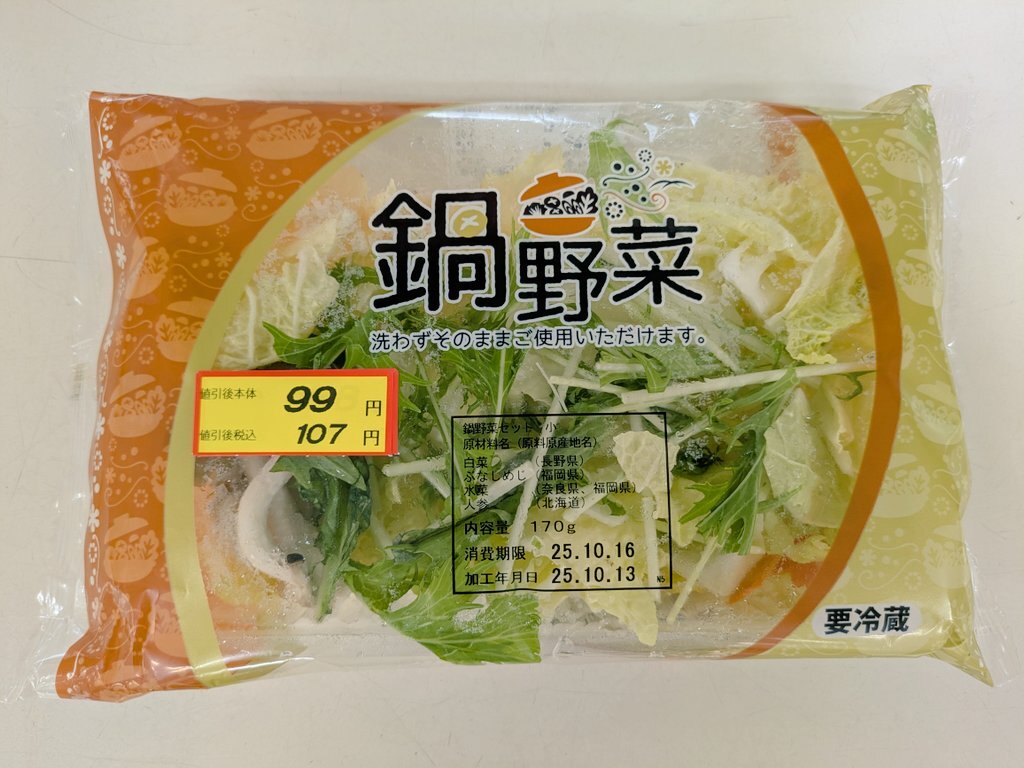 鍋野菜
洗わずそのままご使用いただけます。
値引後本体 99 円
値引後税込 107 円
鍋野菜セット 小
原材料名(原料原産地名)
白菜 (長野県)
ぶなしめじ (福岡県)
水菜 (奈良県、福岡県)
人参 (北海道)
内容量 170g
消費期限 25.10.16
加工年月日 25.10.13 N5
要冷蔵